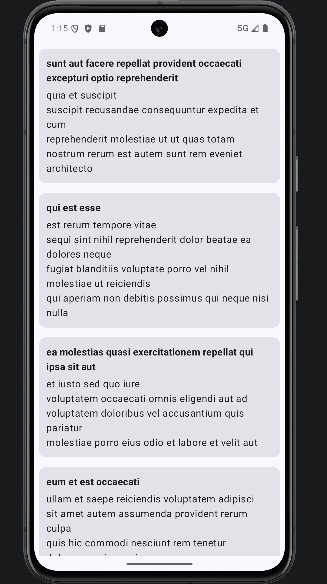 1:15
5G
sunt aut facere repellat provident occaecati
excepturi optio reprehenderit
quia et suscipit
suscipit recusandae consequuntur expedita et
cum
reprehenderit molestiae ut ut quas totam
nostrum rerum est autem sunt rem eveniet
architecto
qui est esse
est rerum tempore vitae
sequi sint nihil reprehenderit dolor beatae ea
dolores neque
fugiat blanditiis voluptate porro vel nihil
molestiae ut reiciendis
qui aperiam non debitis possimus qui neque nisi
nulla
ea molestias quasi exercitationem repellat qui
ipsa sit aut
et iusto sed quo iure
voluptatem occaecati omnis eligendi aut ad
voluptatem doloribus vel accusantium quis
pariatur
molestiae porro eius odio et labore et velit aut
eum et est occaecati
ullam et saepe reiciendis voluptatem adipisci
sit amet autem assumenda provident rerum
culpa
quis hic commodi nesciunt rem tenetur